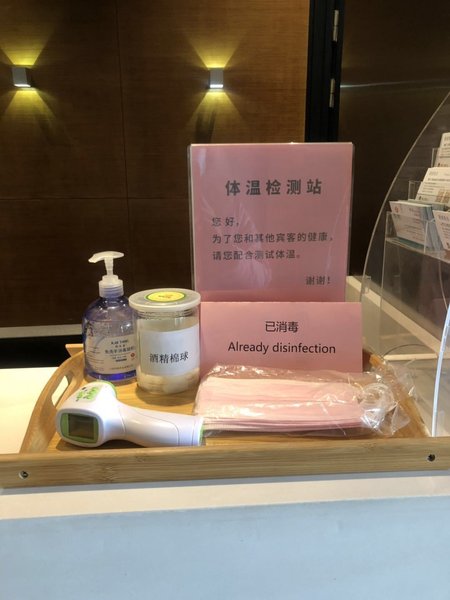 体温检测站
您好,
为了您和其他宾客的健康,
请您配合测试体温。
谢谢!
已消毒
Already disinfection
酒精棉球